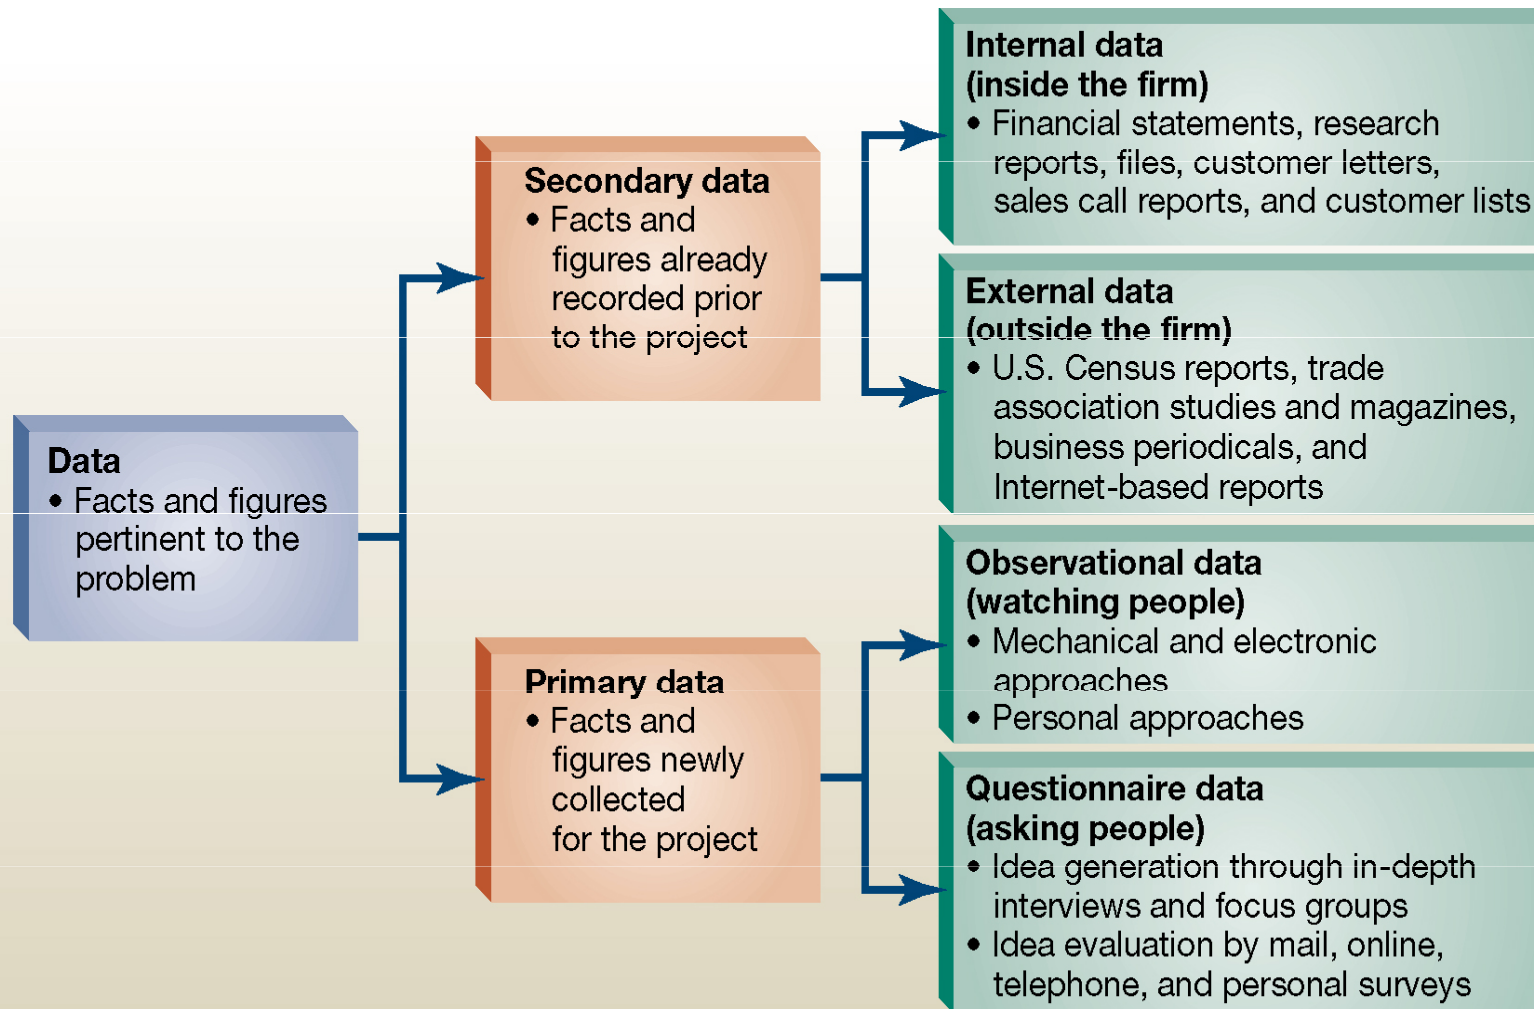 Data
• Facts and figures
pertinent to the
problem
Secondary data
• Facts and
figures already
recorded prior
to the project
Primary data
• Facts and
figures newly
collected
for the project
Internal data
(inside the firm)
• Financial statements, research
reports, files, customer letters,
sales call reports, and customer lists
External data
(outside the firm)
• U.S. Census reports, trade
association studies and magazines,
business periodicals, and
Internet-based reports
Observational data
(watching people)
• Mechanical and electronic
approaches
• Personal approaches
Questionnaire data
(asking people)
• Idea generation through in-depth
interviews and focus groups
• Idea evaluation by mail, online,
telephone, and personal surveys